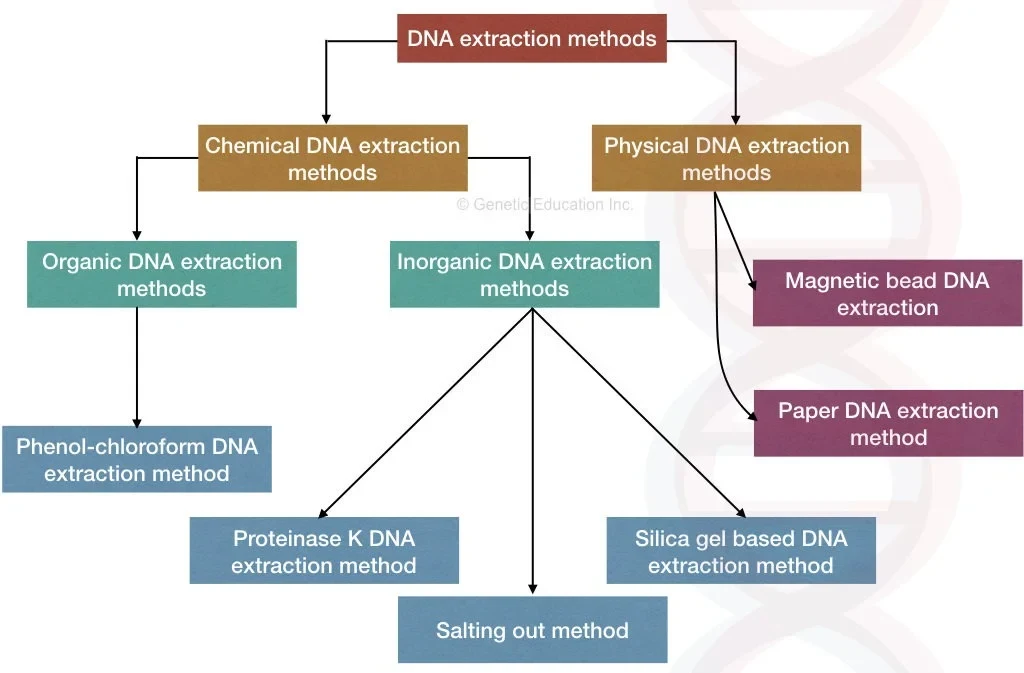 DNA extraction methods
Chemical DNA extraction
methods
Physical DNA extraction
methods
© Genetic Education Inc.
Organic DNA extraction
methods
Inorganic DNA extraction
methods
Magnetic bead DNA
extraction
Paper DNA extraction
method
Phenol-chloroform DNA
extraction method
Proteinase K DNA
extraction method
Silica gel based DNA
extraction method
Salting out method